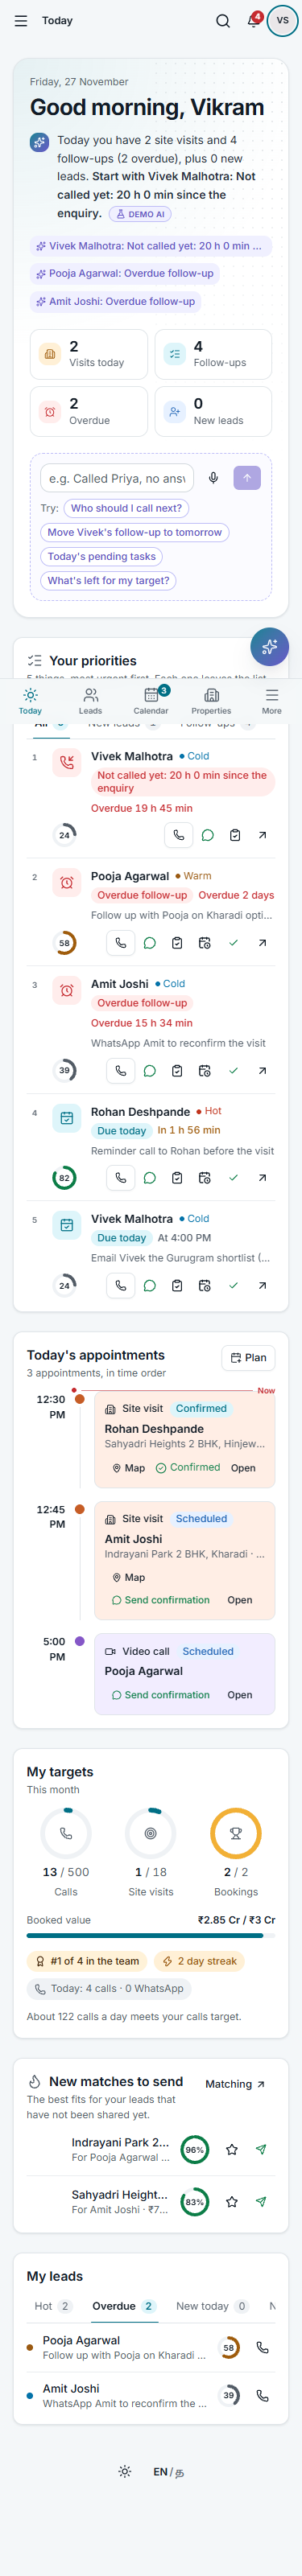 Today
4
VS
Friday, 27 November
Good morning, Vikram
Today you have 2 site visits and 4
follow-ups (2 overdue), plus 0 new
leads. Start with Vivek Malhotra: Not
called yet: 20 h 0 min since the
enquiry. DEMO AI
Vivek Malhotra: Not called yet: 20 h 0 min ...
Pooja Agarwal: Overdue follow-up
Amit Joshi: Overdue follow-up
2
Visits today
4
Follow-ups
2
Overdue
0
New leads
e.g. Called Priya, no answ
Try: Who should I call next?
Move Vivek's follow-up to tomorrow
Today's pending tasks
What's left for my target?
Your priorities
Today
Leads
3
Calendar
Properties
More
1
Vivek Malhotra Cold
Not called yet: 20 h 0 min since the
enquiry
Overdue 19 h 45 min
24
2
Pooja Agarwal Warm
Overdue follow-up Overdue 2 days
Follow up with Pooja on Kharadi opti...
58
3
Amit Joshi Cold
Overdue follow-up
Overdue 15 h 34 min
WhatsApp Amit to reconfirm the visit
39
4
Rohan Deshpande Hot
Due today In 1 h 56 min
Reminder call to Rohan before the visit
82
5
Vivek Malhotra Cold
Due today At 4:00 PM
Email Vivek the Gurugram shortlist (...
24
Today's appointments
3 appointments, in time order
Plan
Now
12:30
PM
Site visit Confirmed
Rohan Deshpande
Sahyadri Heights 2 BHK, Hinjew...
Map Confirmed Open
12:45
PM
Site visit Scheduled
Amit Joshi
Indrayani Park 2 BHK, Kharadi · ...
Map
Send confirmation Open
5:00
PM
Video call Scheduled
Pooja Agarwal
Send confirmation Open
My targets
This month
13 / 500
Calls
1 / 18
Site visits
2 / 2
Bookings
Booked value ₹2.85 Cr / ₹3 Cr
#1 of 4 in the team 2 day streak
Today: 4 calls · 0 WhatsApp
About 122 calls a day meets your calls target.
New matches to send
Matching
The best fits for your leads that
have not been shared yet.
Indrayani Park 2...
For Pooja Agarwal ...
96%
Sahyadri Height...
For Amit Joshi · ₹7...
83%
My leads
Hot 2 Overdue 2 New today 0
Pooja Agarwal
Follow up with Pooja on Kharadi ...
58
Amit Joshi
WhatsApp Amit to reconfirm the ...
39
EN / த